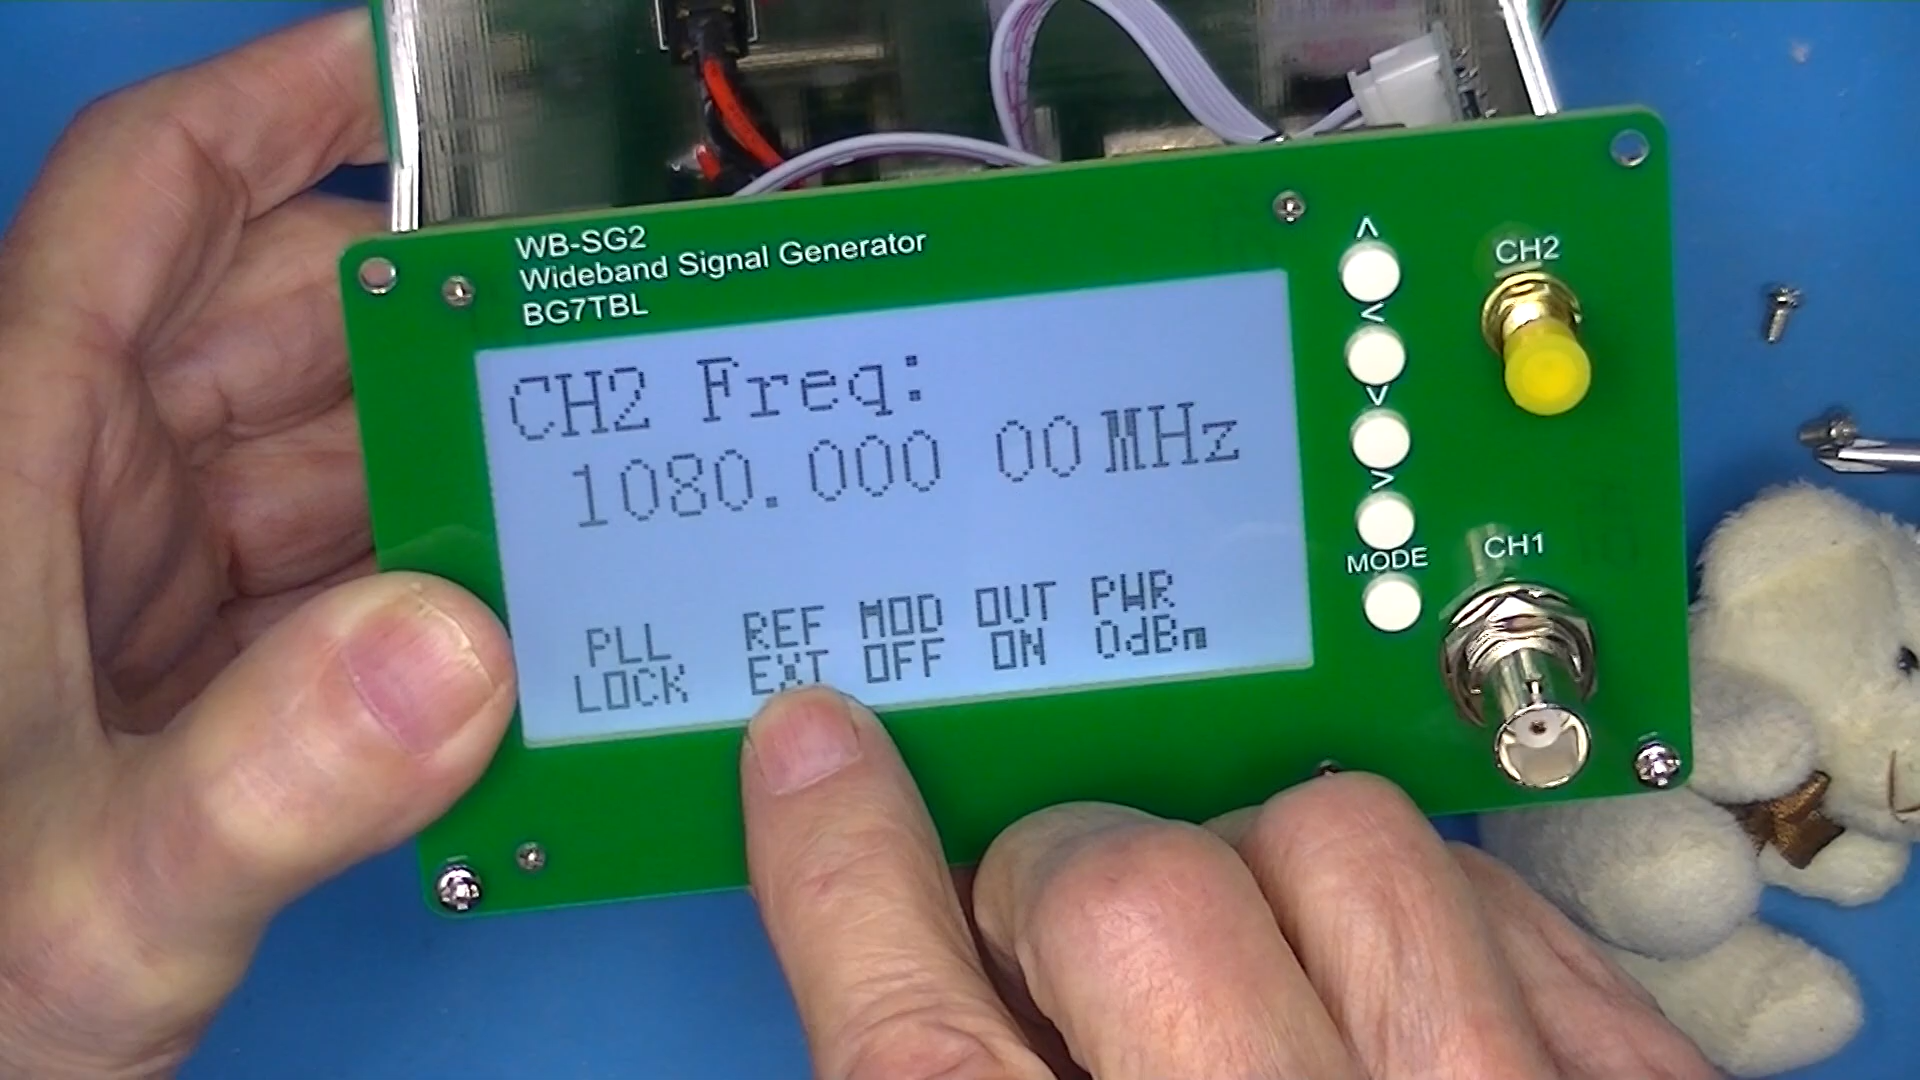 WB-SG2
Wideband Signal Generator
BG7TBL
CH2 Freq:
1080.000 00 MHz
PLL REF MOD OUT PWR
LOCK EXT OFF ON 0dBm
^
<
>
v
MODE
CH2
CH1